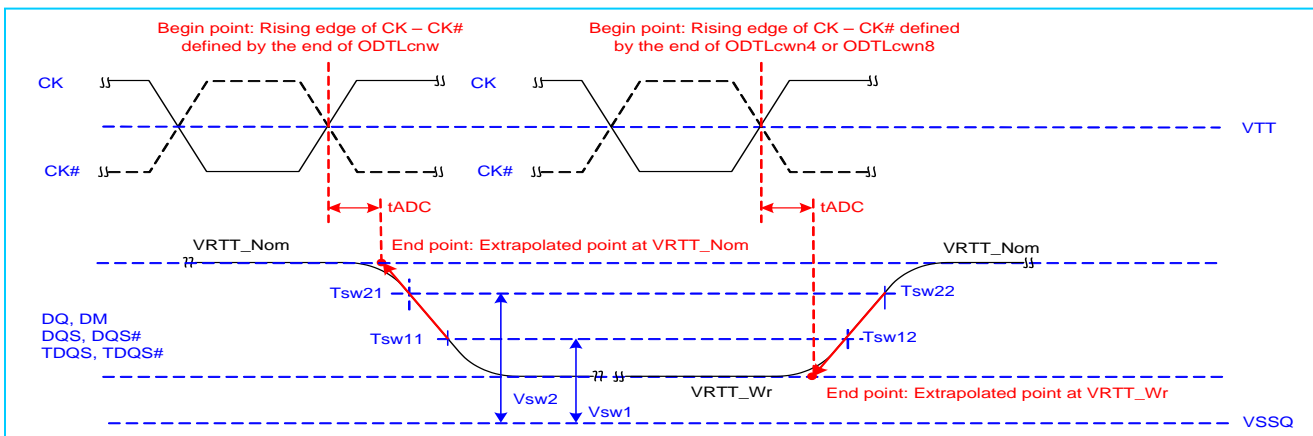 Begin point: Rising edge of CK – CK#
defined by the end of ODTLcnw
Begin point: Rising edge of CK – CK# defined
by the end of ODTLcwn4 or ODTLcwn8
CK
CK
VTT
CK#
CK#
tADC
tADC
VRTT_Nom
End point: Extrapolated point at VRTT_Nom
VRTT_Nom
Tsw21
Tsw22
DQ, DM
DQS, DQS#
TDQS, TDQS#
Tsw11
Tsw12
VRTT_Wr
End point: Extrapolated point at VRTT_Wr
Vsw2
Vsw1
VSSQ